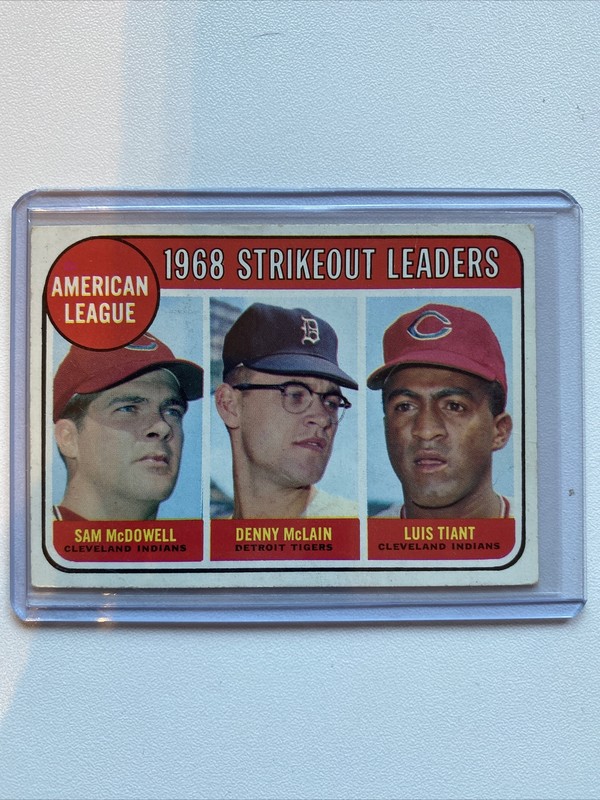 1968 STRIKEOUT LEADERS
AMERICAN
LEAGUE
D
C
SAM McDOWELL
CLEVELAND INDIANS
DENNY McLAIN
DETROIT TIGERS
LUIS TIANT
CLEVELAND INDIANS